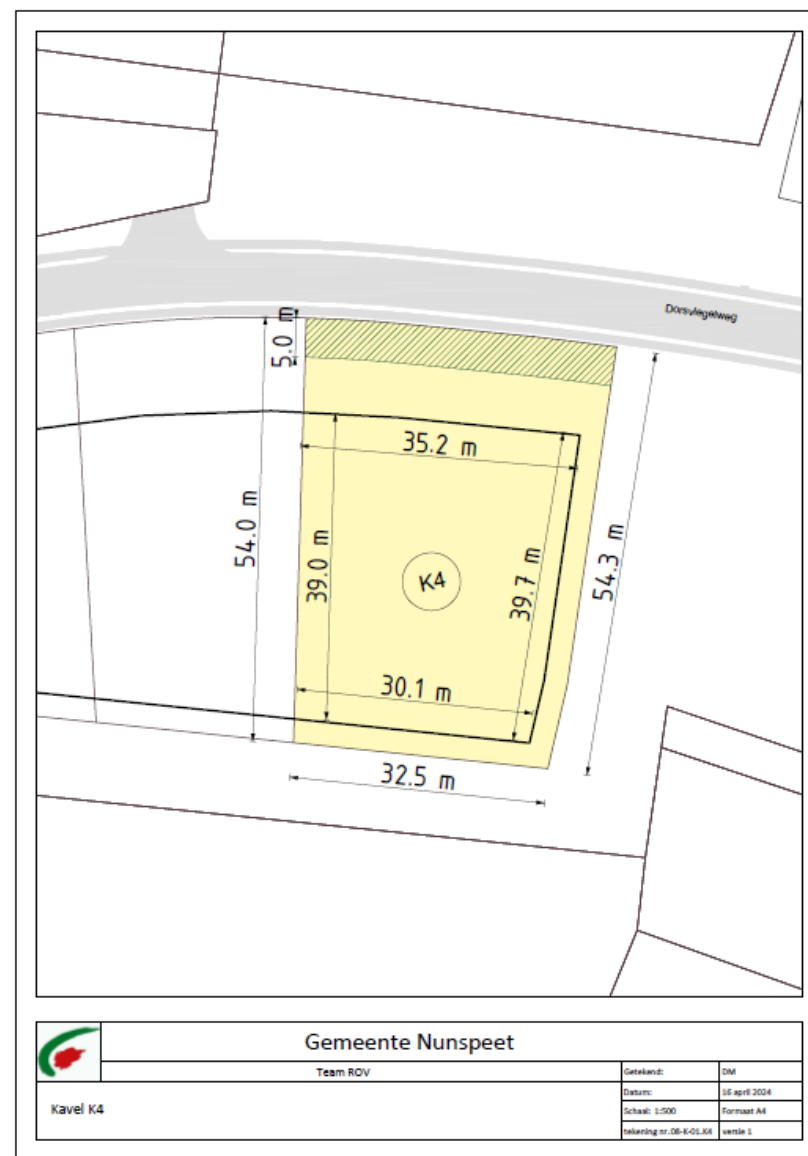 Dorsvlegelweg
5.0 m
35.2 m
54.0 m
39.0 m
K4
39.7 m
54.3 m
30.1 m
32.5 m
Gemeente Nunspeet
Team ROV
Kavel K4
Getekend: DM
Datum: 16 april 2024
Schaal: 1:500 Formaat A4
tekening nr. 08-K-01.K4 versie 1